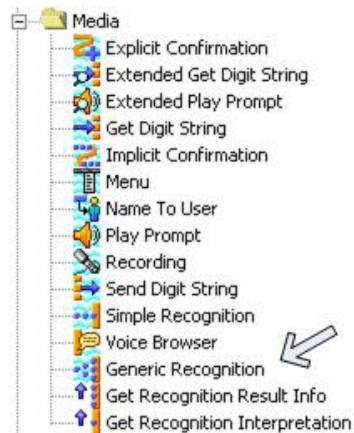 Media
Explicit Confirmation
Extended Get Digit String
Extended Play Prompt
Get Digit String
Implicit Confirmation
Menu
Name To User
Play Prompt
Recording
Send Digit String
Simple Recognition
Voice Browser
Generic Recognition
Get Recognition Result Info
Get Recognition Interpretation